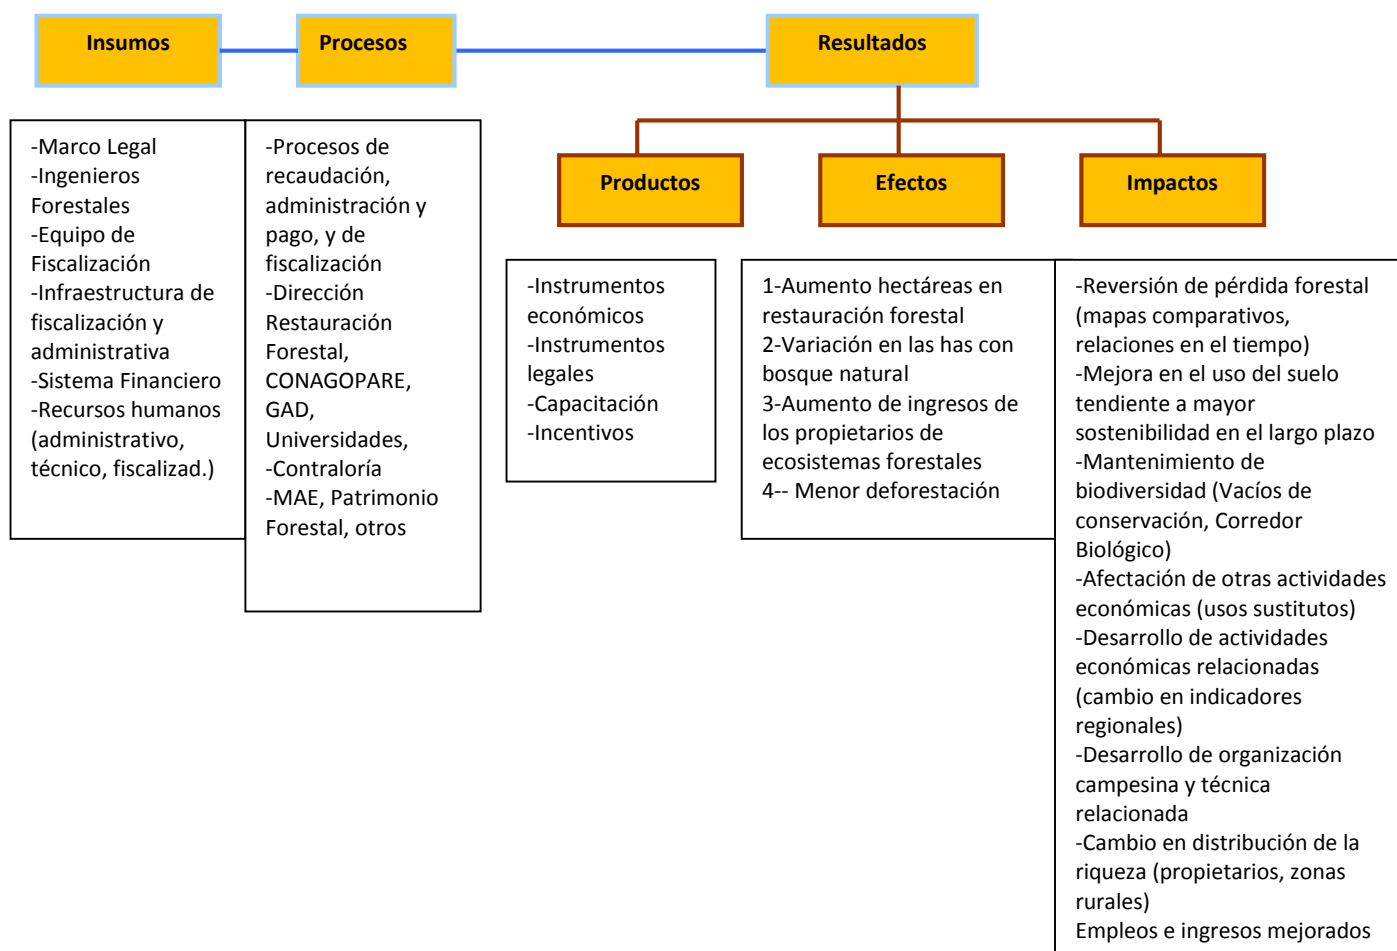 Insumos
Procesos
Resultados
-Marco Legal
-Ingenieros
Forestales
-Equipo de
Fiscalización
-Infraestructura de
fiscalización y
administrativa
-Sistema Financiero
-Recursos humanos
(administrativo,
técnico, fiscalizad.)
-Procesos de
recaudación,
administración y
pago, y de
fiscalización
-Dirección
Restauración
Forestal,
CONAGOPARE,
GAD,
Universidades,
-Contraloría
-MAE, Patrimonio
Forestal, otros
Productos
Efectos
Impactos
-Instrumentos
económicos
-Instrumentos
legales
-Capacitación
-Incentivos
1-Aumento hectáreas en
restauración forestal
2-Variación en las has con
bosque natural
3-Aumento de ingresos de
los propietarios de
ecosistemas forestales
4-- Menor deforestación
-Reversión de pérdida forestal
(mapas comparativos,
relaciones en el tiempo)
-Mejora en el uso del suelo
tendiente a mayor
sostenibilidad en el largo plazo
-Mantenimiento de
biodiversidad (Vacíos de
conservación, Corredor
Biológico)
-Afectación de otras actividades
económicas (usos sustitutos)
-Desarrollo de actividades
económicas relacionadas
(cambio en indicadores
regionales)
-Desarrollo de organización
campesina y técnica
relacionada
-Cambio en distribución de la
riqueza (propietarios, zonas
rurales)
Empleos e ingresos mejorados